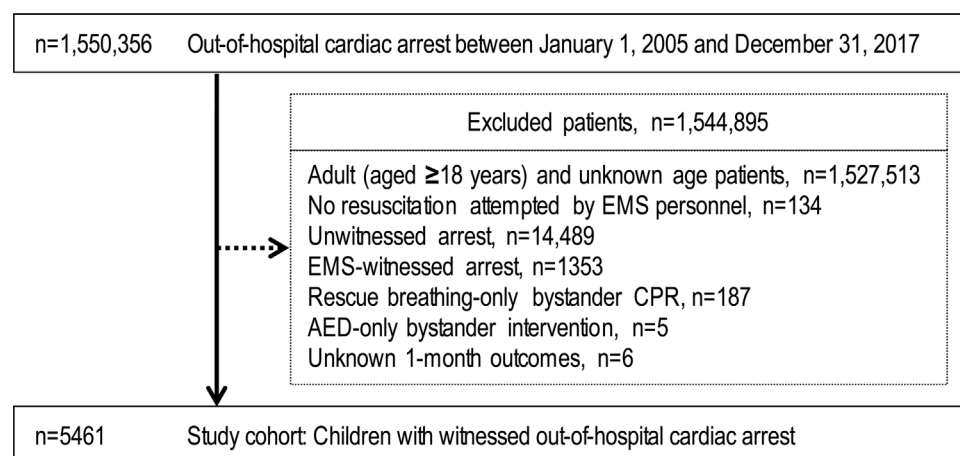 n=1,550,356 Out-of-hospital cardiac arrest between January 1, 2005 and December 31, 2017
Excluded patients, n=1,544,895
Adult (aged ≥18 years) and unknown age patients, n=1,527,513
No resuscitation attempted by EMS personnel, n=134
Unwitnessed arrest, n=14,489
EMS-witnessed arrest, n=1353
Rescue breathing-only bystander CPR, n=187
AED-only bystander intervention, n=5
Unknown 1-month outcomes, n=6
n=5461 Study cohort: Children with witnessed out-of-hospital cardiac arrest